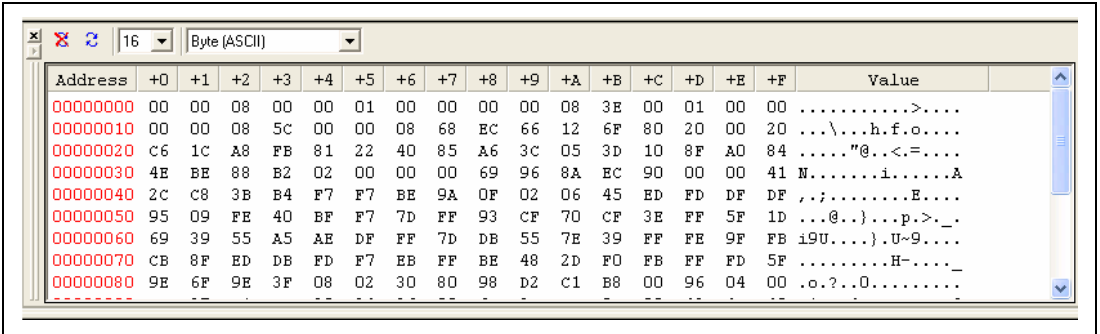 16 Byte (ASCII)
Address +0 +1 +2 +3 +4 +5 +6 +7 +8 +9 +A +B +C +D +E +F Value
00000000 00 00 08 00 00 01 00 00 00 00 08 3E 00 01 00 00 ...........>....
00000010 00 00 08 5C 00 00 08 68 EC 66 12 6F 80 20 00 20 ...\...h.f.o. . 
00000020 C6 1C A8 FB 81 22 40 85 A6 3C 05 3D 10 8F A0 84 ....."@..<.=....
00000030 4E BE 88 B2 02 00 00 00 69 96 8A EC 90 00 00 41 N.......i......A
00000040 2C C8 3B B4 F7 F7 BE 9A 0F 02 06 45 ED FD DF DF ,.;........E....
00000050 95 09 FE 40 BF F7 7D FF 93 CF 70 CF 3E FF 5F 1D ...@..}...p.>._.
00000060 69 39 55 A5 AE DF FF 7D DB 55 7E 39 FF FE 9F FB i9U....}.U~9....
00000070 CB 8F ED DB FD F7 EB FF BE 48 2D F0 FB FF FD 5F .........H-...._
00000080 9E 6F 9E 3F 08 02 30 80 98 D2 C1 B8 00 96 04 00 .o.?..0.........